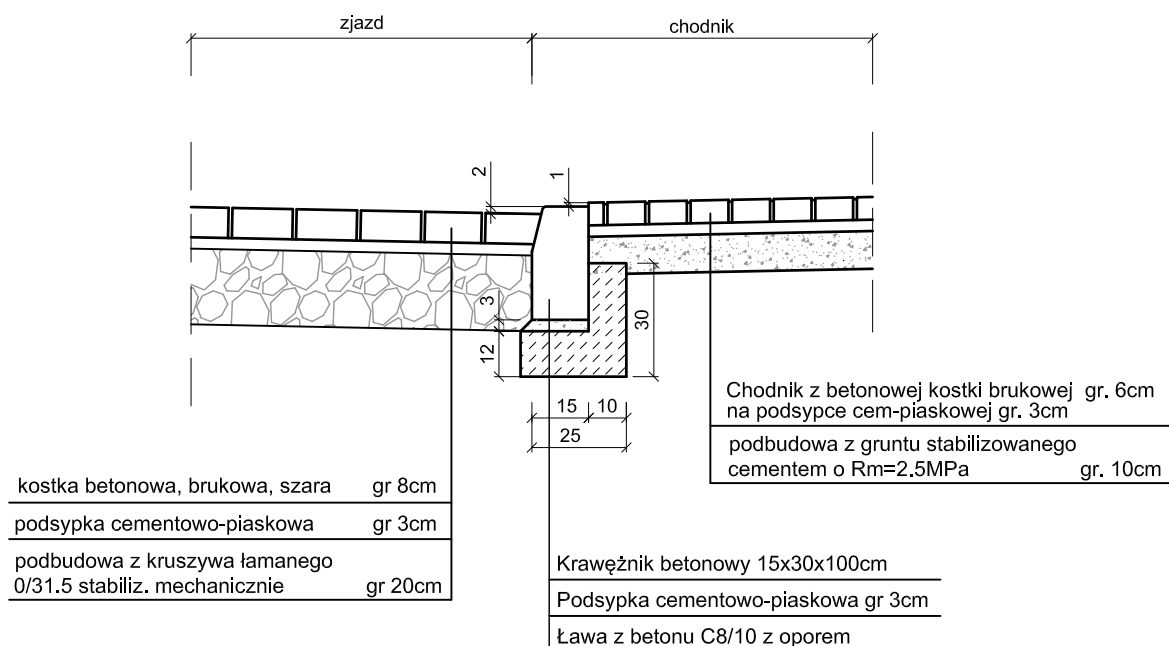 zjazd
chodnik
2
1
3
12
30
15
10
25
Chodnik z betonowej kostki brukowej gr. 6cm
na podsypce cem-piaskowej gr. 3cm
podbudowa z gruntu stabilizowanego
cementem o Rm=2.5MPa gr. 10cm
kostka betonowa, brukowa, szara gr 8cm
podsypka cementowo-piaskowa gr 3cm
podbudowa z kruszywa łamanego
0/31.5 stabiliz. mechanicznie gr 20cm
Krawężnik betonowy 15x30x100cm
Podsypka cementowo-piaskowa gr 3cm
Ława z betonu C8/10 z oporem